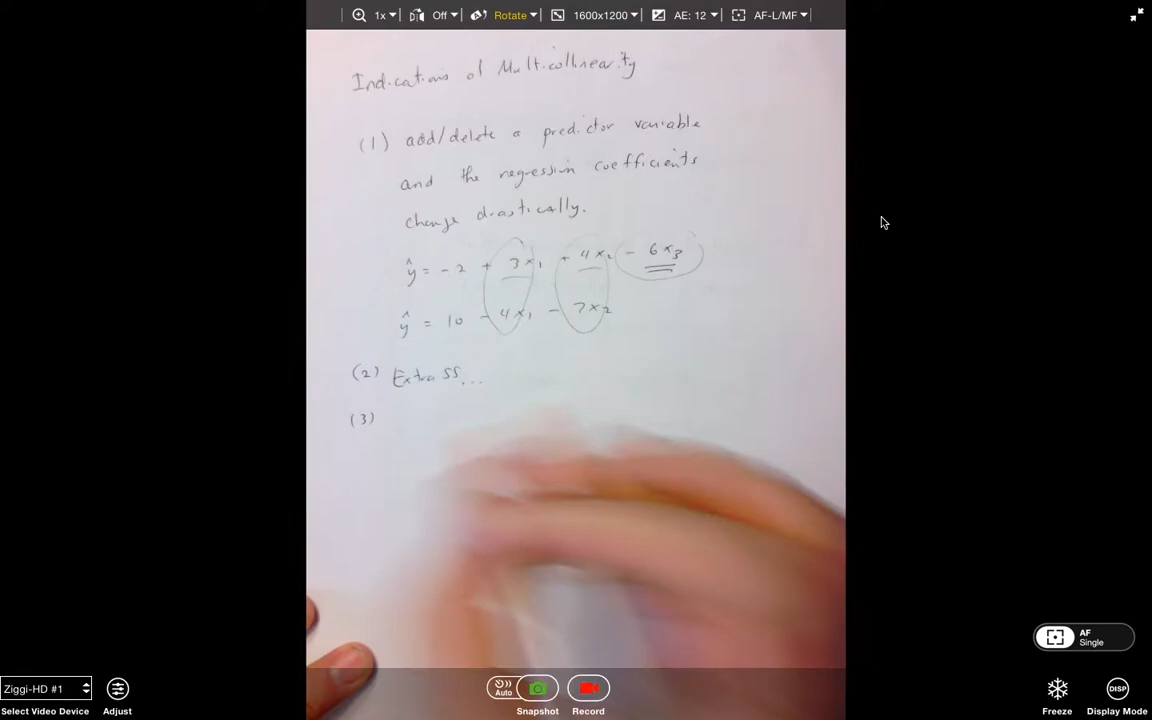 1x Off Rotate 1600x1200 AE: 12 AF-L/MF
Indications of Multicollinearity
(1) add/delete a predictor variable
and the regression coefficients
change drastically.
ŷ = -2 + 3x₁ + 4x₂ - 6x₃
ŷ = 10 - 4x₁ - 7x₂
(2) Extra SS...
(3)
AF
Single
Ziggi-HD #1
Select Video Device
Adjust
Auto
Snapshot
Record
Freeze
DISP
Display Mode